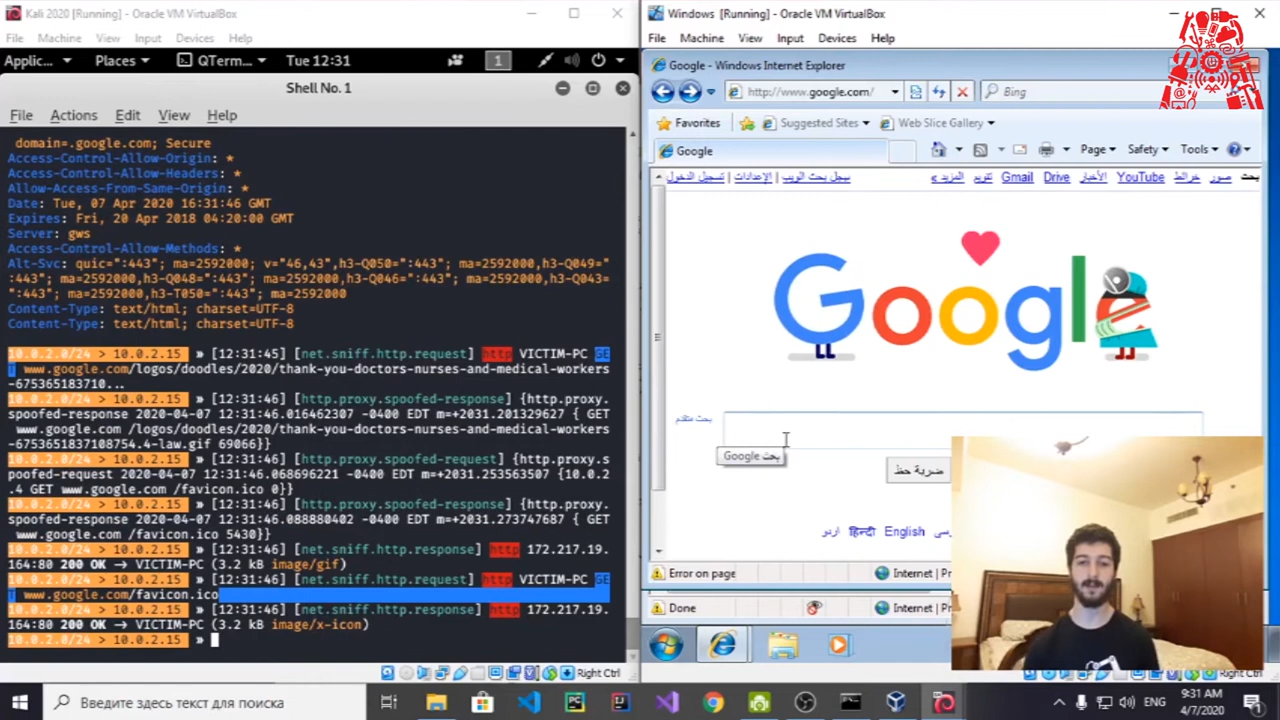 Kali 2020 [Running] - Oracle VM VirtualBox
File Machine View Input Devices Help
Applic... Places QTerm... Tue 12:31 1
Shell No. 1
File Actions Edit View Help
domain=.google.com; Secure
Access-Control-Allow-Origin: *
Access-Control-Allow-Headers: *
Allow-Access-From-Same-Origin: *
Date: Tue, 07 Apr 2020 16:31:46 GMT
Expires: Fri, 20 Apr 2018 04:20:00 GMT
Server: gws
Access-Control-Allow-Methods: *
Alt-Svc: quic=":443"; ma=2592000; v="46,43",h3-Q050=":443"; ma=2592000,h3-Q049=
":443"; ma=2592000,h3-Q048=":443"; ma=2592000,h3-Q046=":443"; ma=2592000,h3-Q043=
":443"; ma=2592000,h3-T050=":443"; ma=2592000
Content-Type: text/html; charset=UTF-8
Content-Type: text/html; charset=UTF-8
10.0.2.0/24 > 10.0.2.15 » [12:31:45] [net.sniff.http.request] http VICTIM-PC GE
T www.google.com/logos/doodles/2020/thank-you-doctors-nurses-and-medical-workers
-675365183710...
10.0.2.0/24 > 10.0.2.15 » [12:31:46] [http.proxy.spoofed-response] {http.proxy.
spoofed-response 2020-04-07 12:31:46.016462307 -0400 EDT m=+2031.201329627 { GET
www.google.com /logos/doodles/2020/thank-you-doctors-nurses-and-medical-workers
-6753651837108754.4-law.gif 69066}}
10.0.2.0/24 > 10.0.2.15 » [12:31:46] [http.proxy.spoofed-request] {http.proxy.s
poofed-request 2020-04-07 12:31:46.068696221 -0400 EDT m=+2031.253563507 {10.0.2
.4 GET www.google.com /favicon.ico 0}}
10.0.2.0/24 > 10.0.2.15 » [12:31:46] [http.proxy.spoofed-response] {http.proxy.
spoofed-response 2020-04-07 12:31:46.088880402 -0400 EDT m=+2031.273747687 { GET
www.google.com /favicon.ico 5430}}
10.0.2.0/24 > 10.0.2.15 » [12:31:46] [net.sniff.http.response] http 172.217.19.
164:80 200 OK → VICTIM-PC (3.2 kB image/gif)
10.0.2.0/24 > 10.0.2.15 » [12:31:46] [net.sniff.http.request] http VICTIM-PC GE
T www.google.com/favicon.ico
10.0.2.0/24 > 10.0.2.15 » [12:31:46] [net.sniff.http.response] http 172.217.19.
164:80 200 OK → VICTIM-PC (3.2 kB image/x-icon)
10.0.2.0/24 > 10.0.2.15 »
Right Ctrl
Windows [Running] - Oracle VM VirtualBox
File Machine View Input Devices Help
Google - Windows Internet Explorer
http://www.google.com/ Bing
Favorites Suggested Sites Web Slice Gallery
Google Page Safety Tools
بحث صور خرائط YouTube الأخبار Drive Gmail تقويم المزيد »
سجل بحث الويب | الإعدادات | تسجيل الدخول
Google
بحث متقدم
بحث Google
ضربة حظ
اردو हिन्दी English
Error on page Internet | Pr
Done Internet | Pr
Right Ctrl
Введите здесь текст для поиска
ENG
9:31 AM
4/7/2020
1